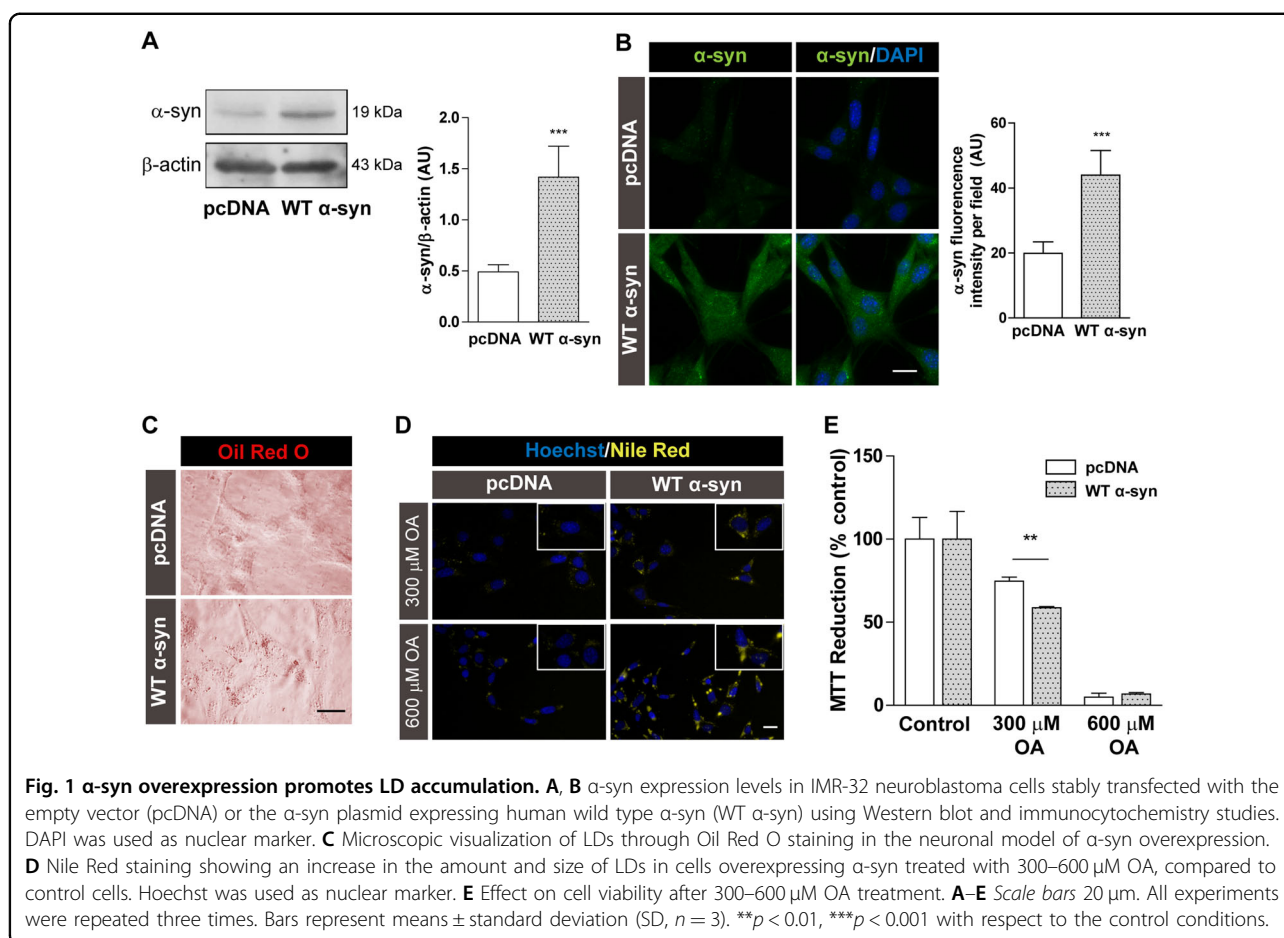 A
α-syn
19 kDa
β-actin
43 kDa
pcDNA WT α-syn
α-syn/β-actin (AU)
2.0
1.5
1.0
0.5
0.0
***
pcDNA WT α-syn
B
α-syn
α-syn/DAPI
pcDNA
WT α-syn
α-syn fluorescence
intensity per field (AU)
60
40
20
0
***
pcDNA WT α-syn
C
Oil Red O
pcDNA
WT α-syn
D
Hoechst/Nile Red
pcDNA
WT α-syn
300 μM OA
600 μM OA
E
MTT Reduction (% control)
150
100
50
0
pcDNA
WT α-syn
**
Control
300 μM
OA
600 μM
OA
Fig. 1 α-syn overexpression promotes LD accumulation. A, B α-syn expression levels in IMR-32 neuroblastoma cells stably transfected with the
empty vector (pcDNA) or the α-syn plasmid expressing human wild type α-syn (WT α-syn) using Western blot and immunocytochemistry studies.
DAPI was used as nuclear marker. C Microscopic visualization of LDs through Oil Red O staining in the neuronal model of α-syn overexpression.
D Nile Red staining showing an increase in the amount and size of LDs in cells overexpressing α-syn treated with 300–600 μM OA, compared to
control cells. Hoechst was used as nuclear marker. E Effect on cell viability after 300–600 μM OA treatment. A–E Scale bars 20 μm. All experiments
were repeated three times. Bars represent means ± standard deviation (SD, n = 3). **p < 0.01, ***p < 0.001 with respect to the control conditions.